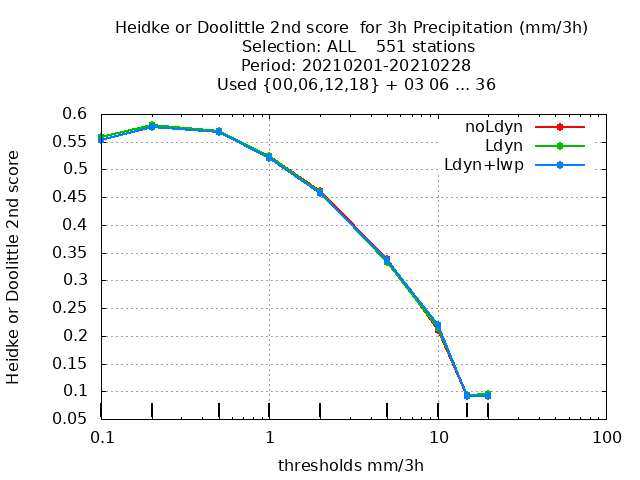 Heidke or Doolittle 2nd score  for 3h Precipitation (mm/3h)
Selection: ALL    551 stations
Period: 20210201-20210228
Used {00,06,12,18} + 03 06 ... 36
noLdyn
Ldyn
Ldyn+lwp
Heidke or Doolittle 2nd score
0.6
0.55
0.5
0.45
0.4
0.35
0.3
0.25
0.2
0.15
0.1
0.05
0.1 1 10 100
thresholds mm/3h